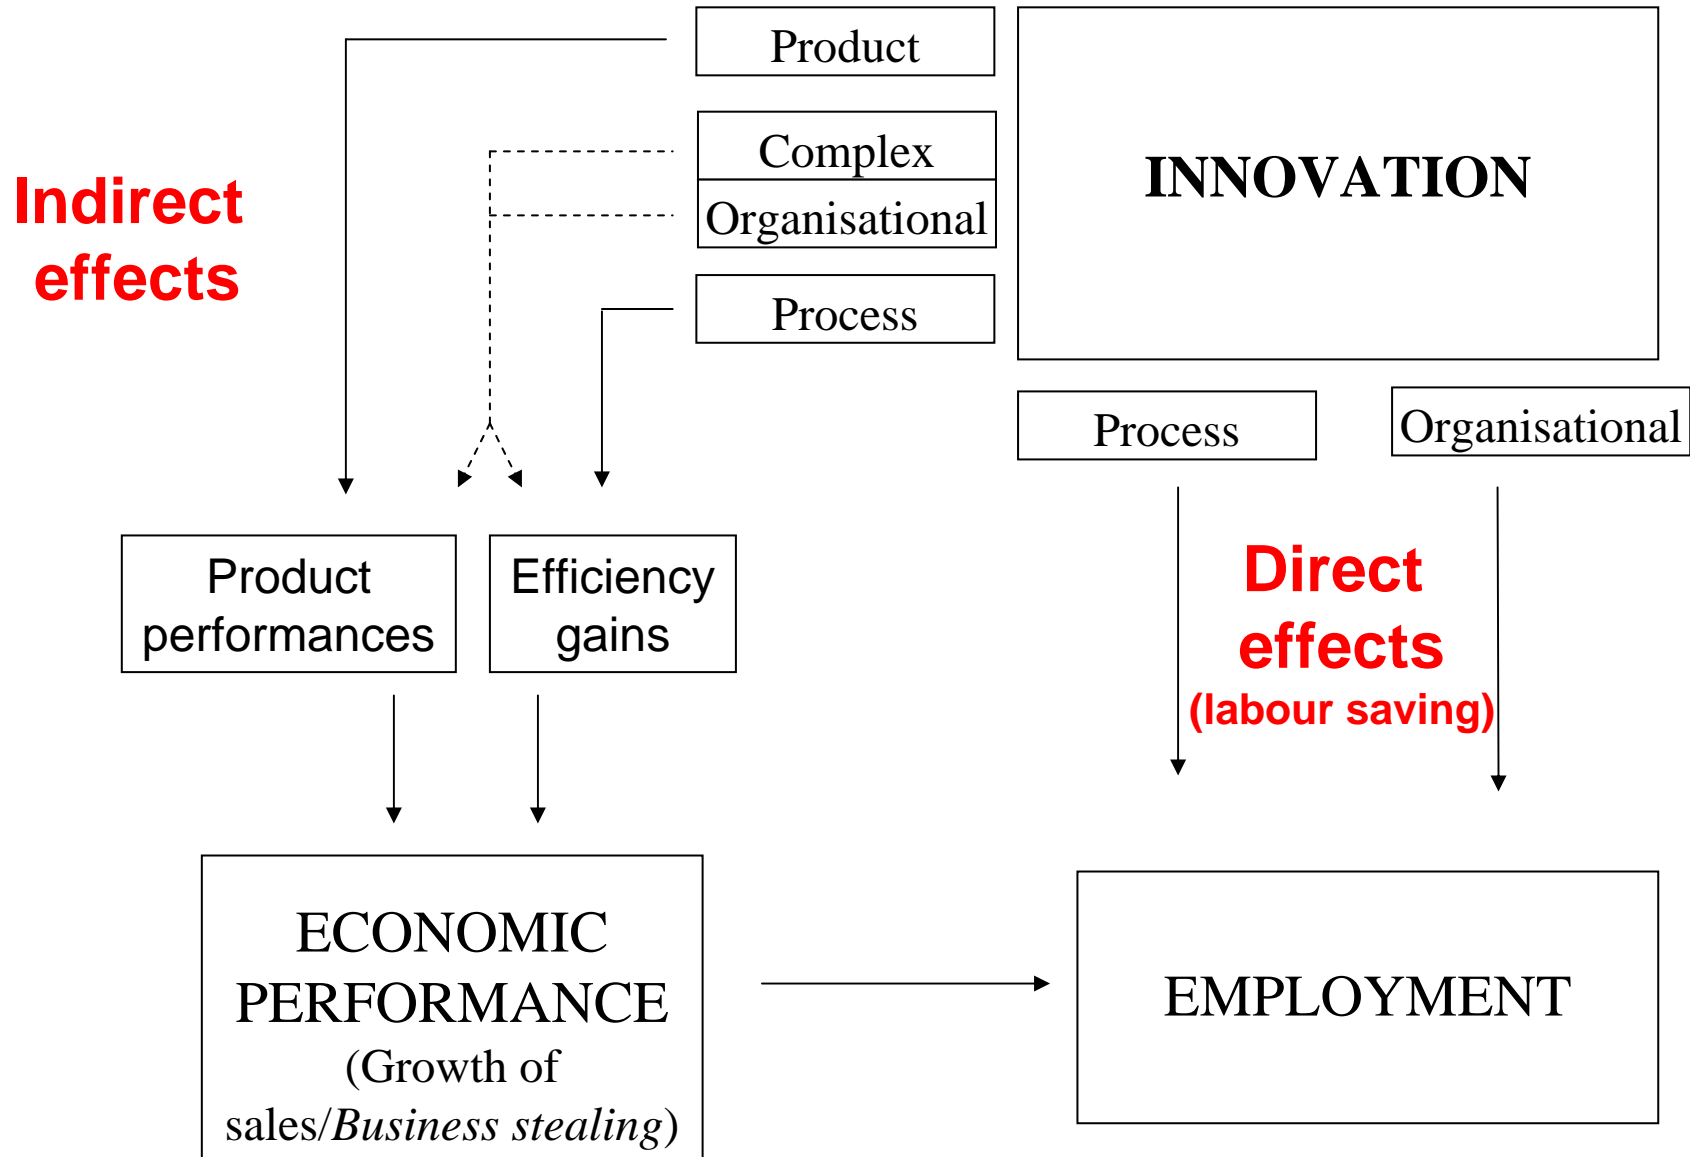 Product
Complex
Organisational
Process
INNOVATION
Indirect
effects
Process
Organisational
Product
performances
Efficiency
gains
Direct
effects
(labour saving)
ECONOMIC
PERFORMANCE
(Growth of
sales/Business stealing)
EMPLOYMENT